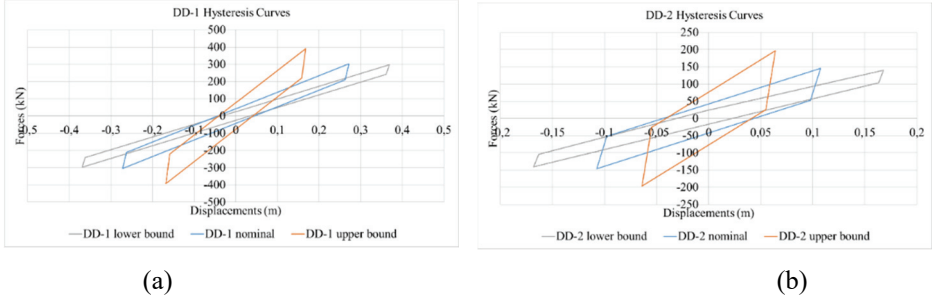 DD-1 Hysteresis Curves
500
400
300
200
100
0
-100
-200
-300
-400
-500
-0,5 -0,4 -0,3 -0,2 -0,1 0 0,1 0,2 0,3 0,4 0,5
Forces (kN)
Displacements (m)
DD-1 lower bound DD-1 nominal DD-1 upper bound
(a)
DD-2 Hysteresis Curves
250
200
150
100
50
0
-50
-100
-150
-200
-250
-0,2 -0,15 -0,1 -0,05 0 0,05 0,1 0,15 0,2
Forces (kN)
Displacements (m)
DD-2 lower bound DD-2 nominal DD-2 upper bound
(b)